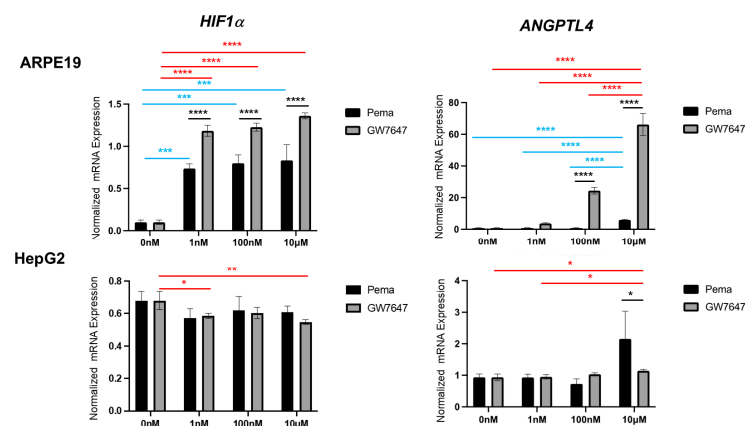 HIF1α
ANGPTL4
ARPE19
****
****
****
***
***
****
****
****
***
Normalized mRNA Expression
1.5
1.0
0.5
0.0
0nM
1nM
100nM
10μM
Pema
GW7647
****
****
****
****
****
****
****
****
Normalized mRNA Expression
80
60
40
20
0
0nM
1nM
100nM
10μM
Pema
GW7647
HepG2
**
*
Normalized mRNA Expression
0.8
0.6
0.4
0.2
0.0
0nM
1nM
100nM
10μM
Pema
GW7647
*
*
*
Normalized mRNA Expression
4
3
2
1
0
0nM
1nM
100nM
10μM
Pema
GW7647